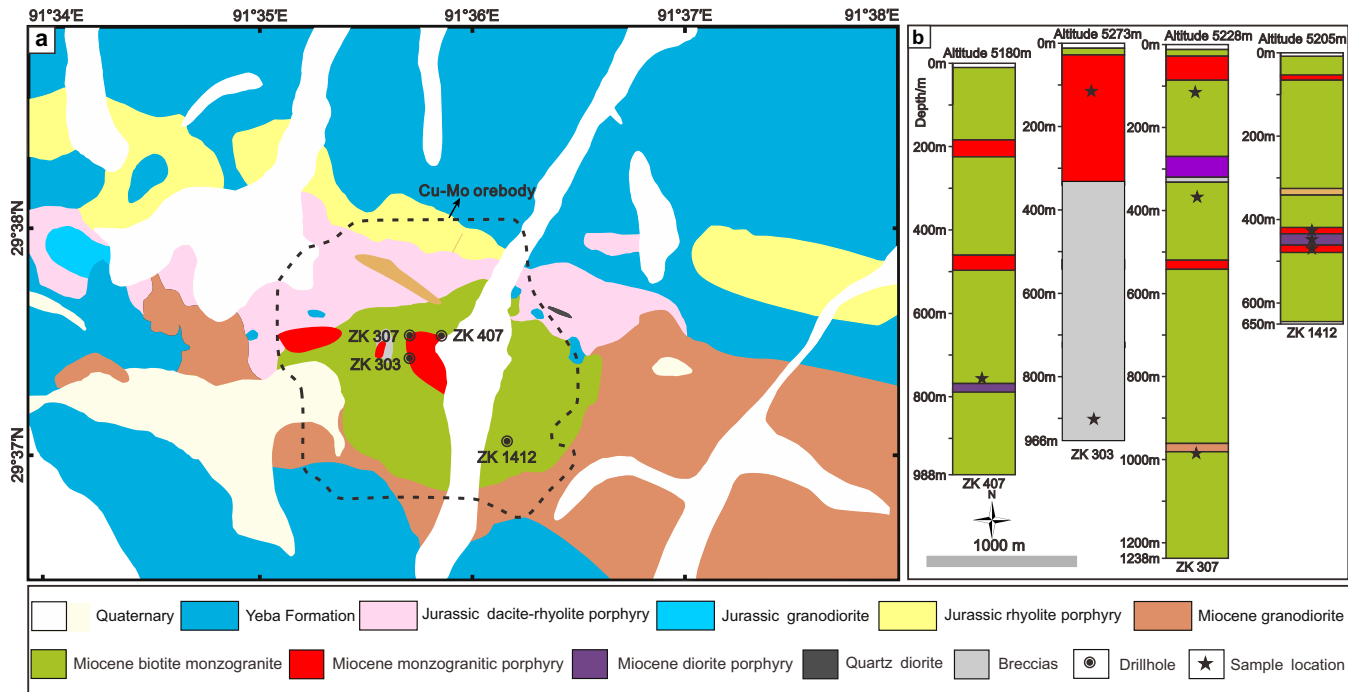 91°34′E 91°35′E 91°36′E 91°37′E 91°38′E
a
Cu-Mo orebody
29°38′N
29°37′N
ZK 307
ZK 407
ZK 303
ZK 1412
b
Altitude 5180m
0m
Depth/m
200m
400m
600m
800m
988m
ZK 407
Altitude 5273m
0m
200m
400m
600m
800m
966m
ZK 303
Altitude 5228m
0m
200m
400m
600m
800m
1000m
1200m
1238m
ZK 307
Altitude 5205m
0m
200m
400m
600m
650m
ZK 1412
N
1000 m
Quaternary Yeba Formation Jurassic dacite-rhyolite porphyry Jurassic granodiorite Jurassic rhyolite porphyry Miocene granodiorite
Miocene biotite monzogranite Miocene monzogranitic porphyry Miocene diorite porphyry Quartz diorite Breccias Drillhole Sample location